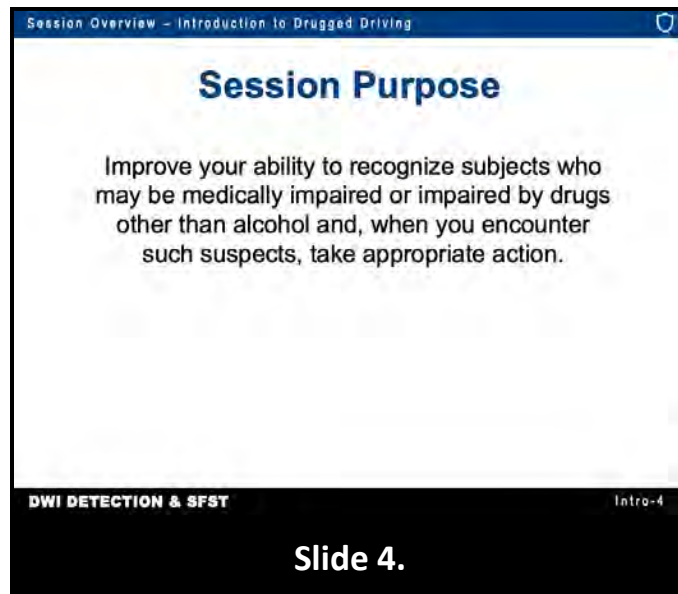 Session Overview – Introduction to Drugged Driving
Session Purpose
Improve your ability to recognize subjects who
may be medically impaired or impaired by drugs
other than alcohol and, when you encounter
such suspects, take appropriate action.
DWI DETECTION & SFST
Intro-4
Slide 4.